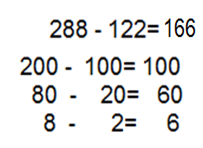 288 - 122= 166
200 - 100= 100
80 - 20= 60
8 - 2= 6